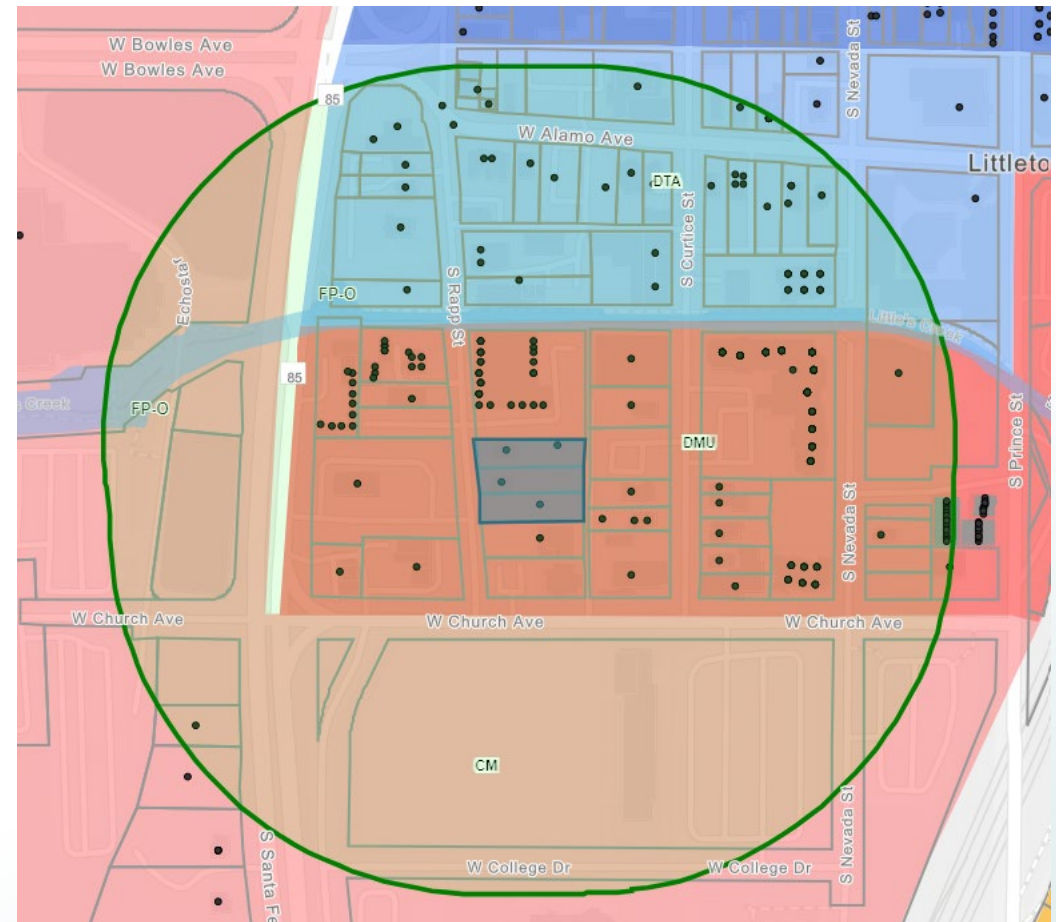 W Bowles Ave
W Bowles Ave
85
S Nevada St
W Alamo Ave
Littleto
DTA
S Curtice St
Echostar
S Rapp St
FP-O
Little's Creek
85
Creek
FP-O
DMU
S Prince St
S Nevada St
W Church Ave
W Church Ave
W Church Ave
CM
S Nevada St
S Santa Fe
W College Dr
W College Dr